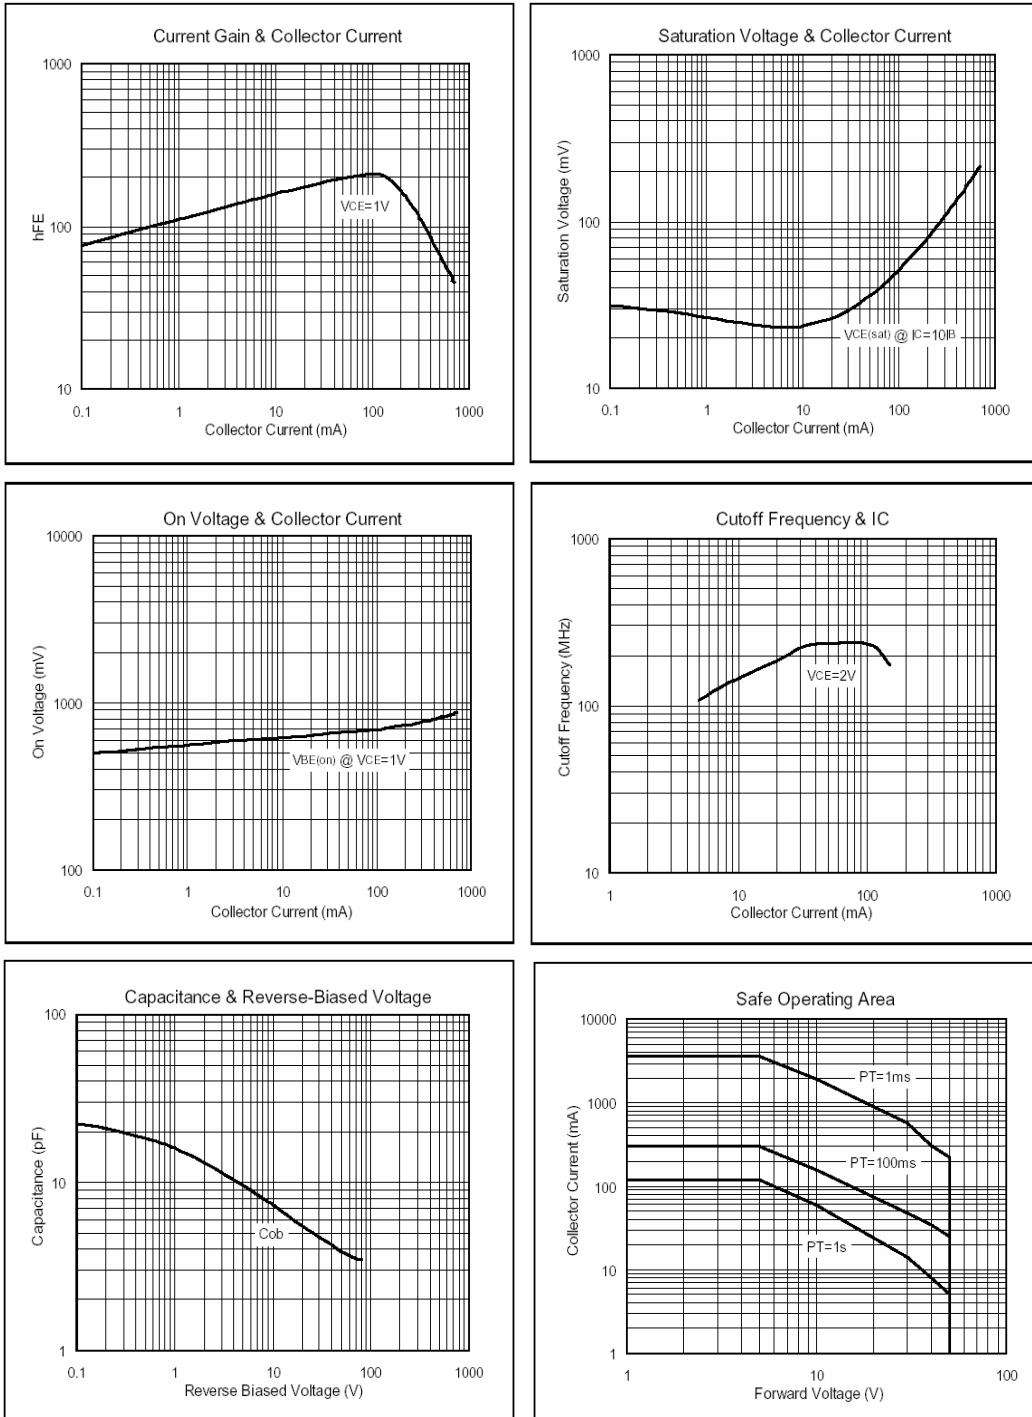 Current Gain & Collector Current
1000
100
10
hFE
VCE=1V
0.1 1 10 100 1000
Collector Current (mA)
Saturation Voltage & Collector Current
1000
100
10
Saturation Voltage (mV)
VCE(sat) @ IC=10IB
0.1 1 10 100 1000
Collector Current (mA)
On Voltage & Collector Current
10000
1000
100
On Voltage (mV)
VBE(on) @ VCE=1V
0.1 1 10 100 1000
Collector Current (mA)
Cutoff Frequency & IC
1000
100
10
Cutoff Frequency (MHz)
VCE=2V
1 10 100 1000
Collector Current (mA)
Capacitance & Reverse-Biased Voltage
100
10
1
Capacitance (pF)
Cob
0.1 1 10 100 1000
Reverse Biased Voltage (V)
Safe Operating Area
10000
1000
100
10
1
Collector Current (mA)
PT=1ms
PT=100ms
PT=1s
1 10 100
Forward Voltage (V)